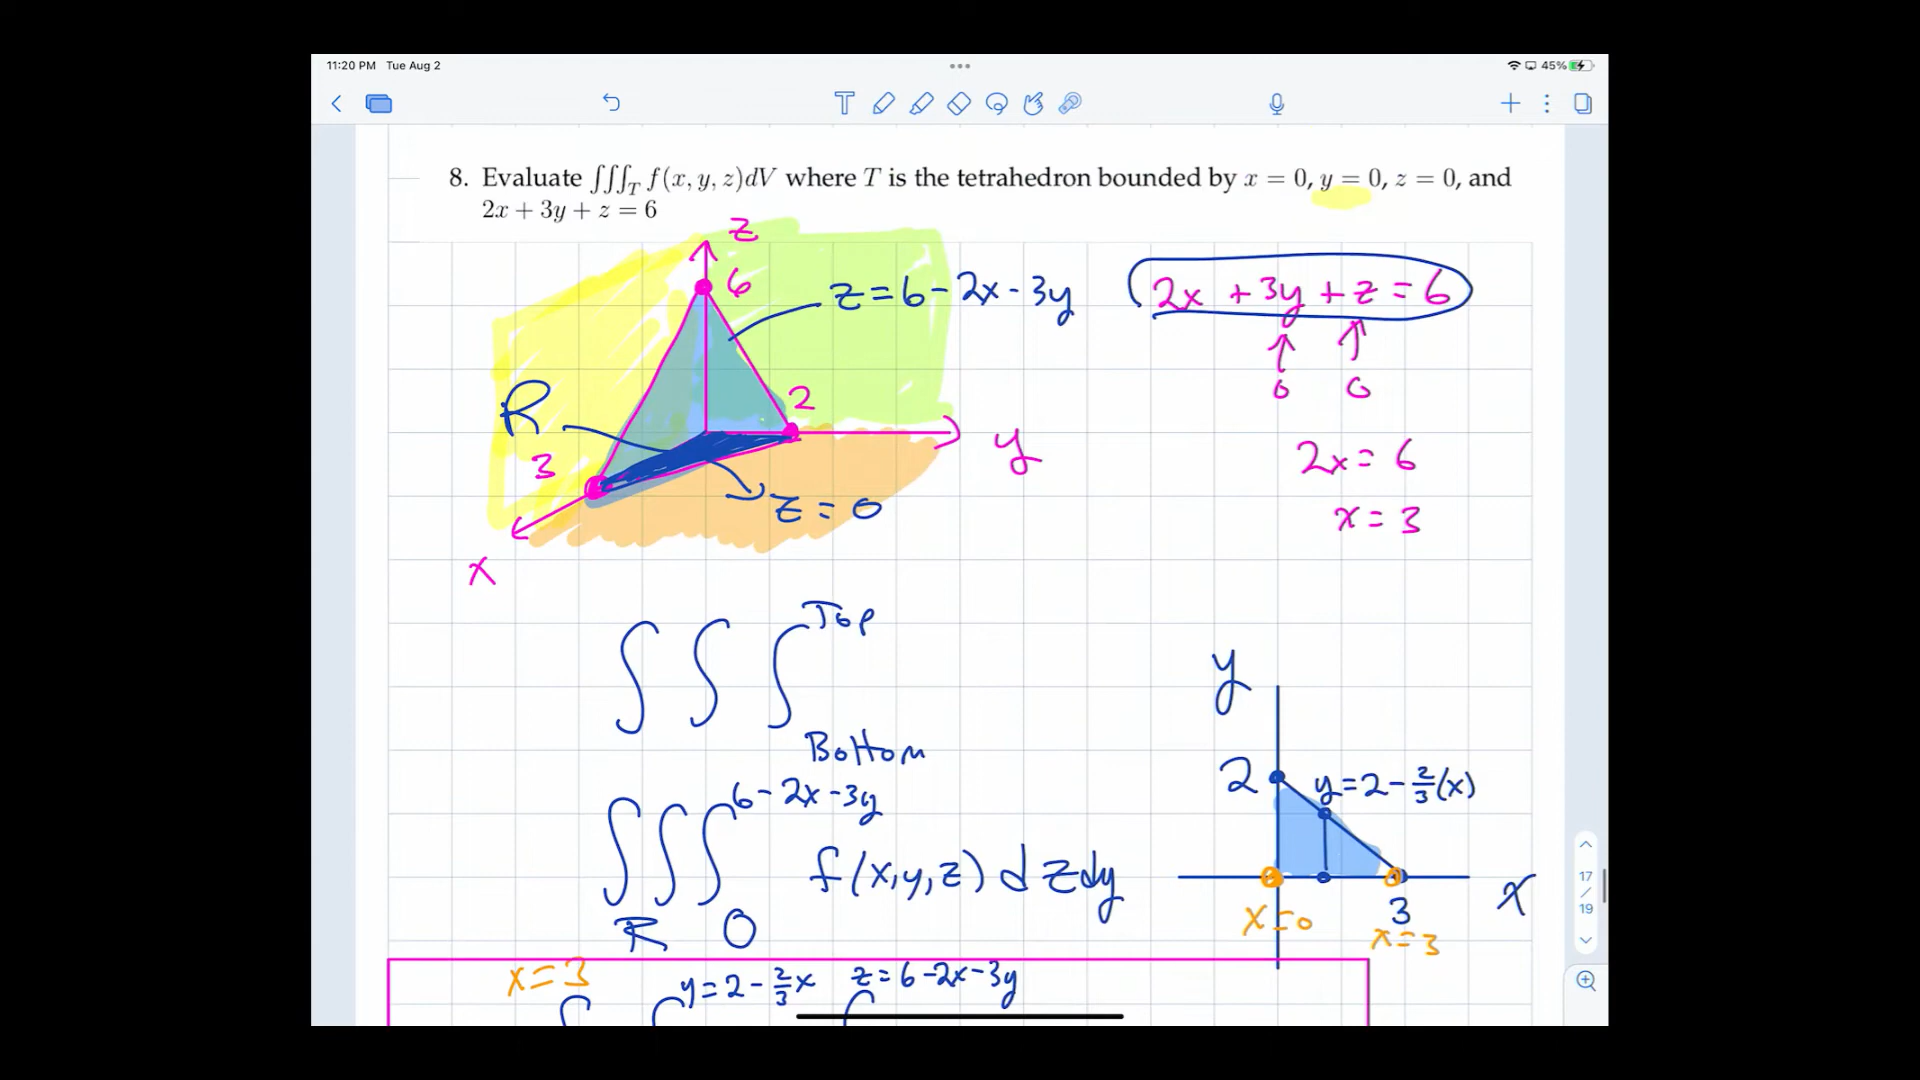 11:20 PM Tue Aug 2
45%
8. Evaluate ∫∫∫_T f(x, y, z)dV where T is the tetrahedron bounded by x = 0, y = 0, z = 0, and
2x + 3y + z = 6
z
6
z = 6 - 2x - 3y
2x + 3y + z = 6
0 0
R
2
3
y
2x = 6
z = 0
x = 3
x
∫ ∫ ∫ Top
Bottom
y
2
y = 2 - 2/3(x)
∫∫∫ 6 - 2x - 3y
f(x,y,z) dzdy
R 0
x
3
x = 0
x = 3
x = 3 y = 2 - 2/3 x z = 6 - 2x - 3y
∫ ∫ ∫
17
/
19